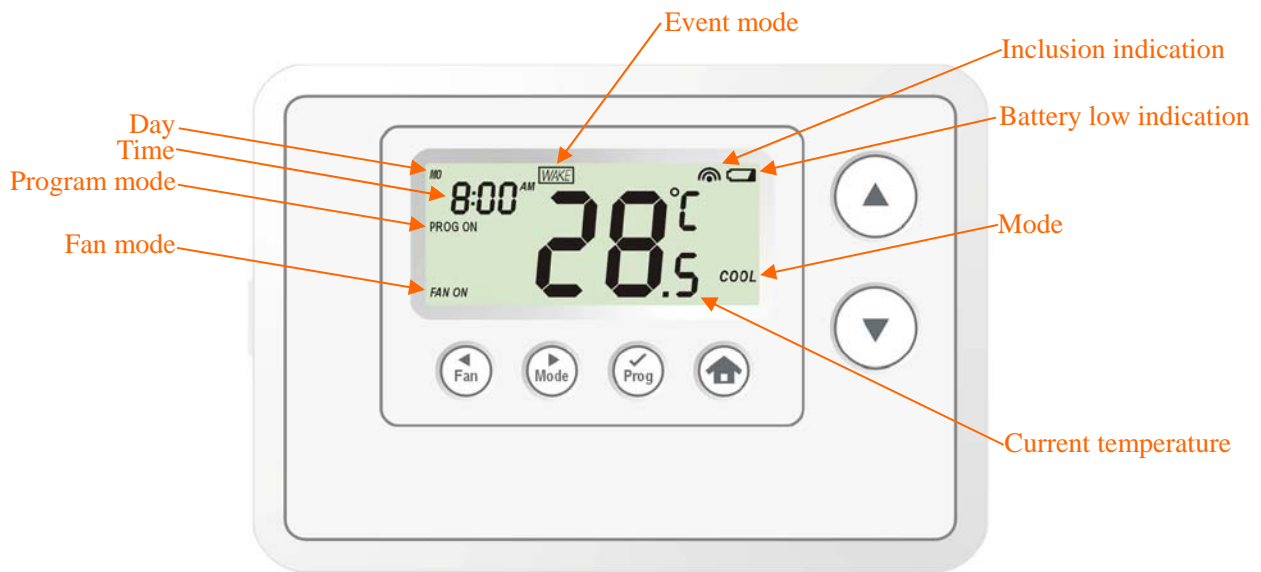 Event mode
Inclusion indication
Day
Battery low indication
Time
Program mode
MO
WAKE
8:00 AM
28.5 °C
PROG ON
Fan mode
Mode
COOL
FAN ON
Fan
Mode
Prog
Current temperature